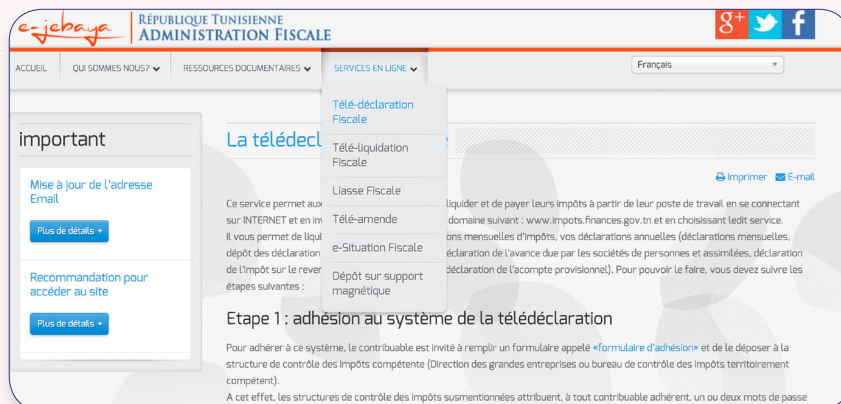 e-jebaya
RÉPUBLIQUE TUNISIENNE
ADMINISTRATION FISCALE
8+ f
ACCUEIL QUI SOMMES NOUS? RESSOURCES DOCUMENTAIRES SERVICES EN LIGNE Français
Télé-déclaration
Fiscale
Télé-liquidation
Fiscale
Liasse Fiscale
Télé-amende
e-Situation Fiscale
Dépôt sur support
magnétique
important
Mise à jour de l'adresse
Email
Plus de détails +
Recommandation pour
accéder au site
Plus de détails +
La télédecl
Imprimer E-mail
Ce service permet aux liquider et de payer leurs impôts à partir de leur poste de travail en se connectant
sur INTERNET et en in domaine suivant : www.impots.finances.gov.tn et en choisissant ledit service.
Il vous permet de liqui ons mensuelles d'impôts, vos déclarations annuelles (déclarations mensuelles,
dépôt des déclaration éclaration de l'avance due par les sociétés de personnes et assimilées, déclaration
de l'impôt sur le rever déclaration de l'acompte provisionnel). Pour pouvoir le faire, vous devez suivre les
étapes suivantes :
Etape 1 : adhésion au système de la télédéclaration
Pour adhérer à ce système, le contribuable est invité à remplir un formulaire appelé «formulaire d'adhésion» et de le déposer à la
structure de contrôle des impôts compétente (Direction des grandes entreprises ou bureau de contrôle des impôts territoirement
compétent).
A cet effet, les structures de contrôle des impôts susmentionnées attribuent, à tout contribuable adhérent, un ou deux mots de passe